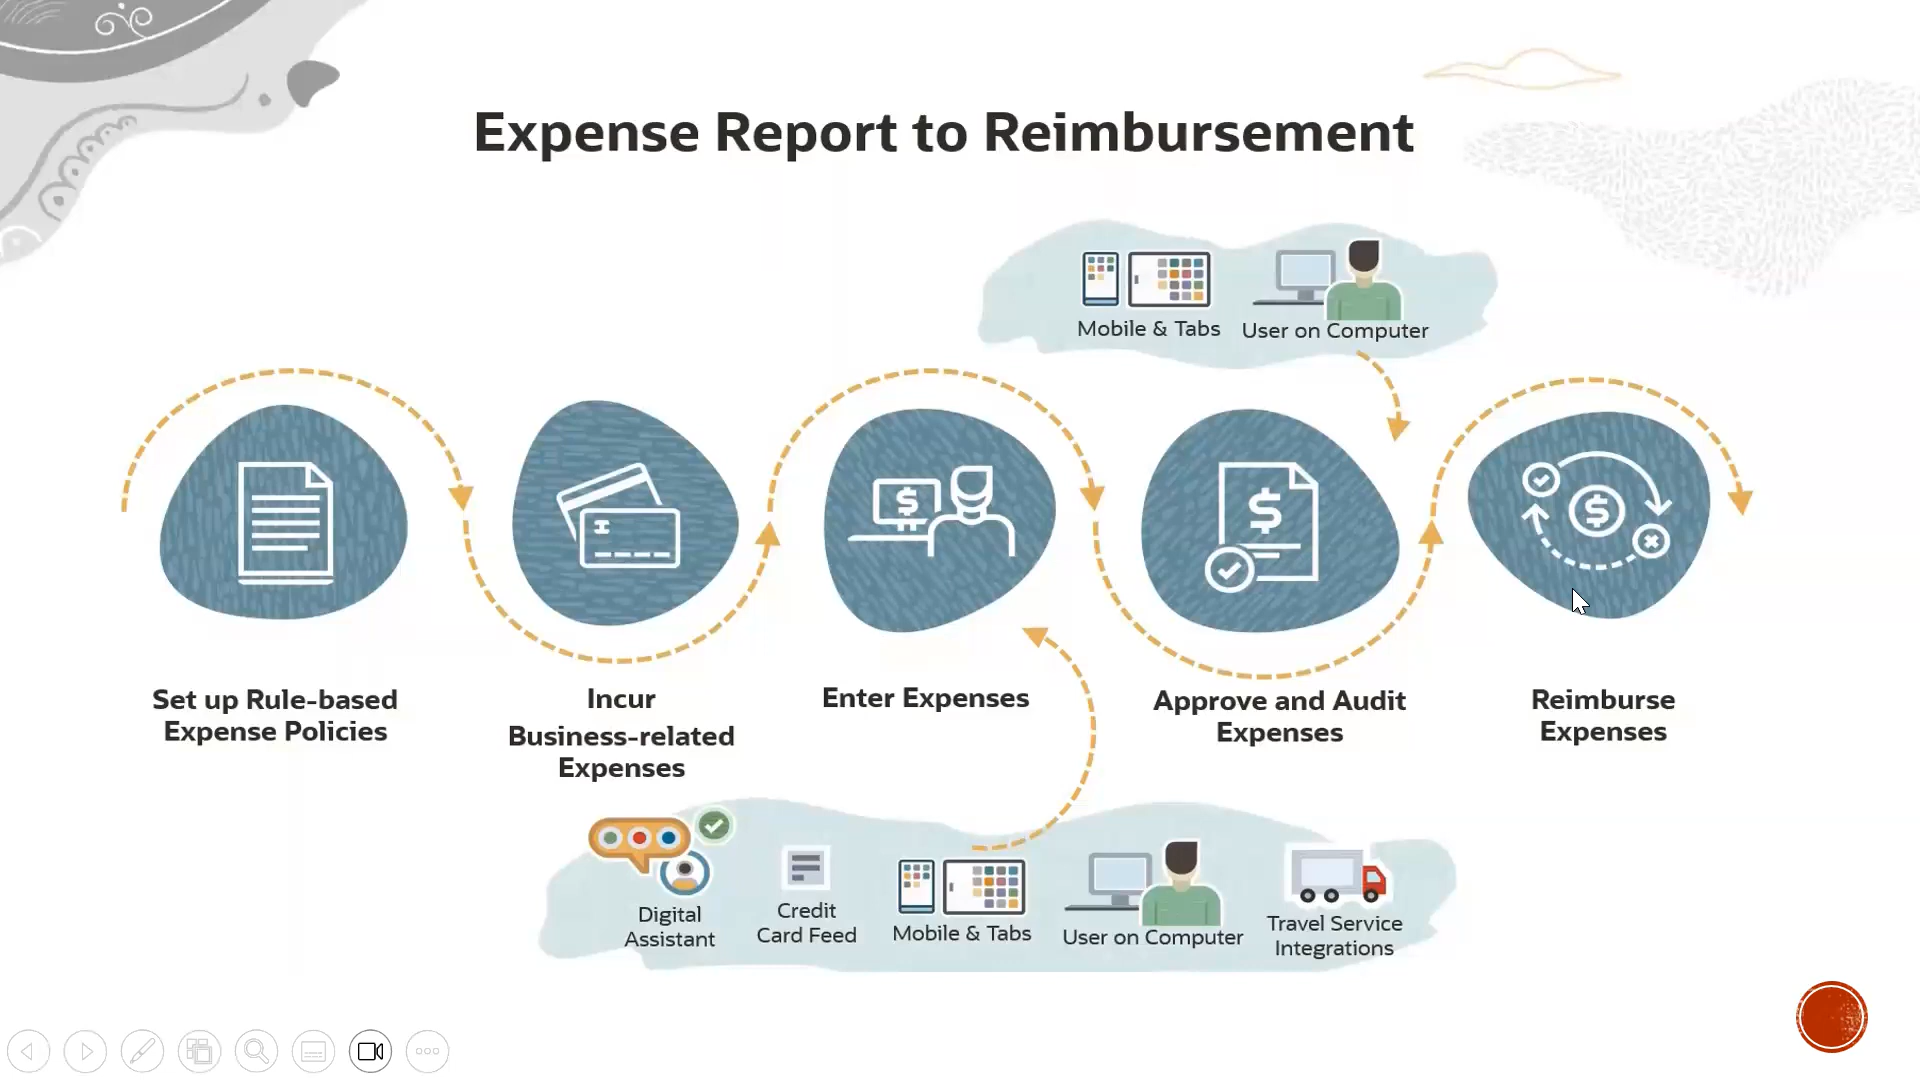 Expense Report to Reimbursement
Mobile & Tabs
User on Computer
Set up Rule-based
Expense Policies
Incur
Business-related
Expenses
Enter Expenses
Approve and Audit
Expenses
Reimburse
Expenses
Digital
Assistant
Credit
Card Feed
Mobile & Tabs
User on Computer
Travel Service
Integrations